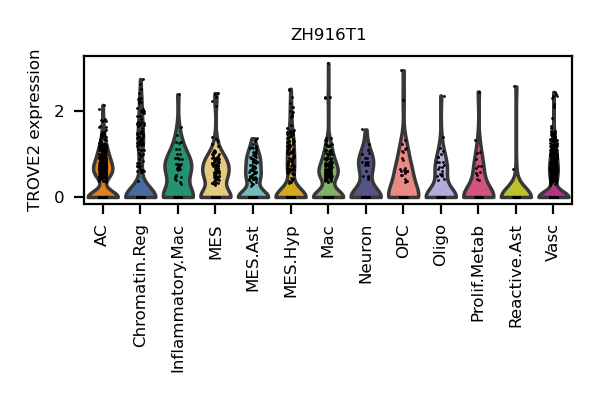 ZH916T1
TROVE2 expression
2
0
AC
Chromatin.Reg
Inflammatory.Mac
MES
MES.Ast
MES.Hyp
Mac
Neuron
OPC
Oligo
Prolif.Metab
Reactive.Ast
Vasc